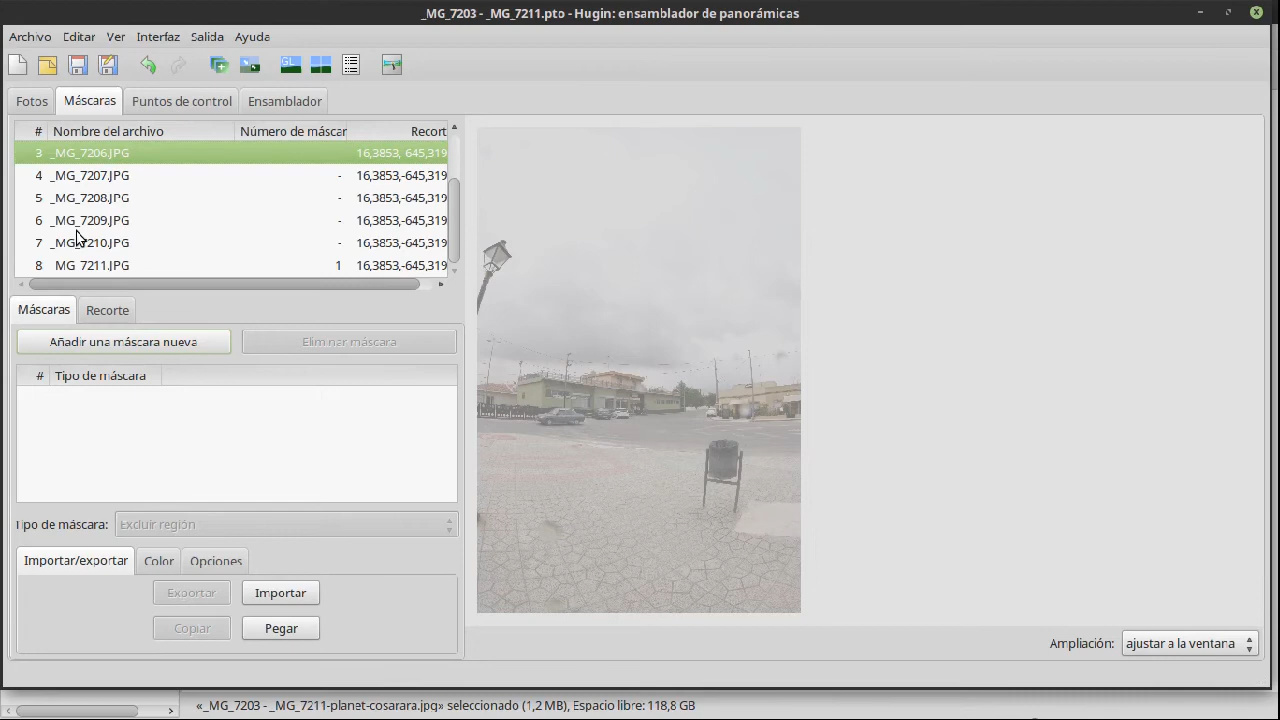 _MG_7203 - _MG_7211.pto - Hugin: ensamblador de panorámicas
Archivo Editar Ver Interfaz Salida Ayuda
GL
Fotos Máscaras Puntos de control Ensamblador
# Nombre del archivo Número de máscar Recort
3 _MG_7206.JPG 16,3853,-645,319
4 _MG_7207.JPG - 16,3853,-645,319
5 _MG_7208.JPG - 16,3853,-645,319
6 _MG_7209.JPG - 16,3853,-645,319
7 _MG_7210.JPG - 16,3853,-645,319
8 _MG_7211.JPG 1 16,3853,-645,319
Máscaras Recorte
Añadir una máscara nueva Eliminar máscara
# Tipo de máscara
Tipo de máscara: Excluir región
Importar/exportar Color Opciones
Exportar Importar
Copiar Pegar
Ampliación: ajustar a la ventana
«_MG_7203 - _MG_7211-planet-cosarara.jpg» seleccionado (1,2 MB), Espacio libre: 118,8 GB